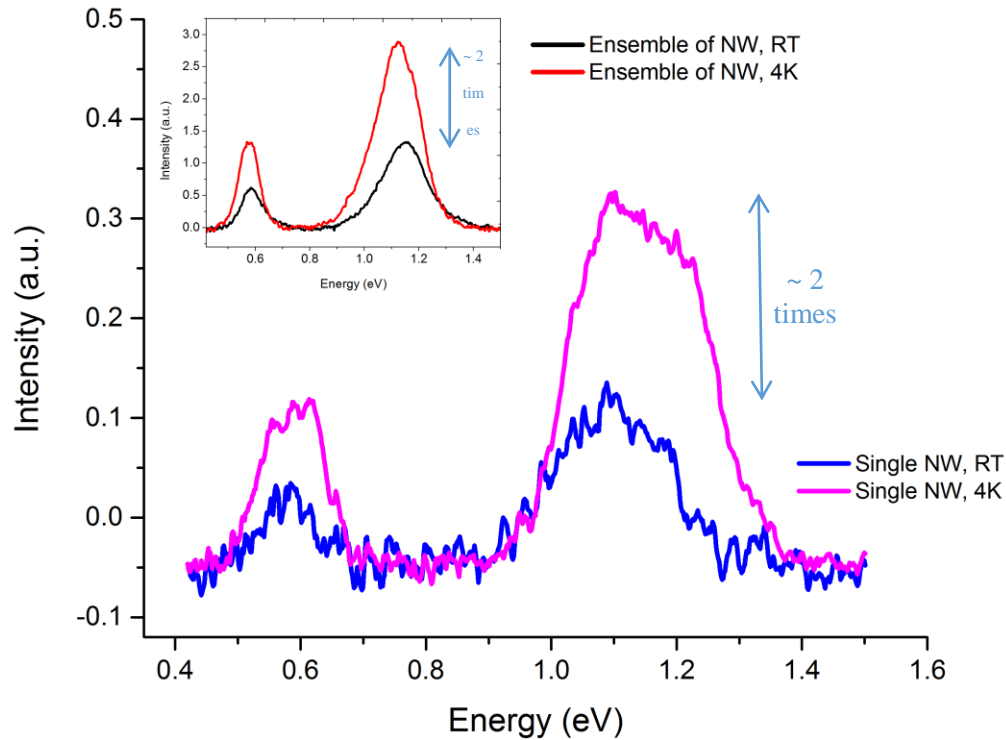 Ensemble of NW, RT
Ensemble of NW, 4K
~ 2
tim
es
3.0
2.5
2.0
1.5
1.0
0.5
0.0
Intensity (a.u.)
0.6 0.8 1.0 1.2 1.4
Energy (eV)
~ 2
times
Single NW, RT
Single NW, 4K
0.5
0.4
0.3
0.2
0.1
0.0
-0.1
Intensity (a.u.)
0.4 0.6 0.8 1.0 1.2 1.4 1.6
Energy (eV)